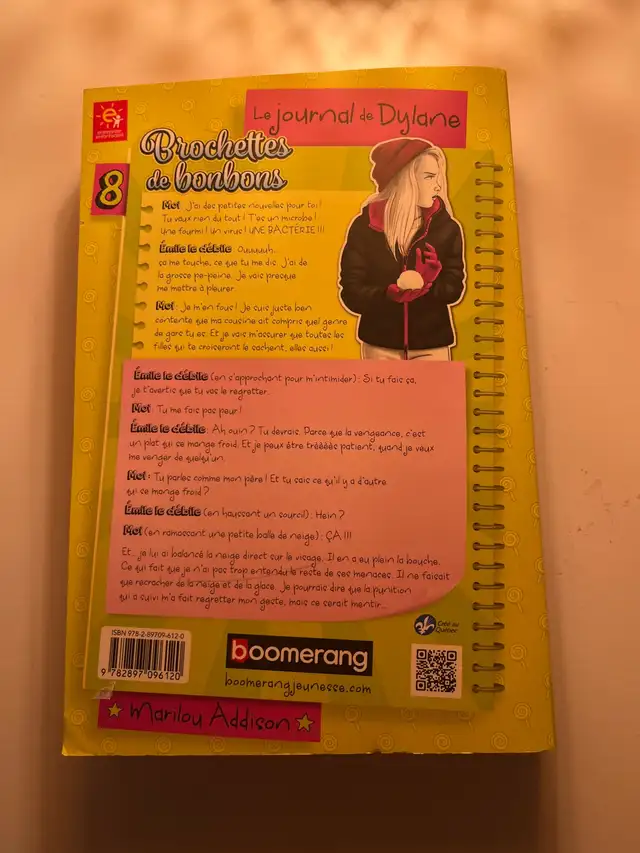 Le journal de Dylane
Brochettes
de bonbons
8
Moi : J'ai des petites nouvelles pour toi !
Tu veux rien du tout ! T'es un microbe !
Une fourmi ! Un virus ! UNE BACTÉRIE !!!
Émile le débile : Ouuuuuh,
ça me touche, ce que tu me dis. J'ai de
la grosse pe-peine. Je vais presque
me mettre à pleurer.
Moi : Je m'en fous ! Je suis juste ben
contente que ma cousine ait compris quel genre
de gars tu es. Et je vais m'assurer que toutes les
filles qui te croiseront le sachent, elles aussi !
Émile le débile (en s'approchant pour m'intimider) : Si tu fais ça,
je t'avertis que tu vas le regretter.
Moi : Tu me fais pas peur !
Émile le débile : Ah ouin ? Tu devrais. Parce que la vengeance, c'est
un plat qui se mange froid. Et je peux être trèèèès patient, quand je veux
me venger de quelqu'un.
Moi : Tu parles comme mon père ! Et tu sais ce qu'il y a d'autre
qui se mange froid ?
Émile le débile (en haussant un sourcil) : Hein ?
Moi (en ramassant une petite balle de neige) : ÇA !!!
Et... je lui ai balancé la neige direct sur le visage. Il en a eu plein la bouche.
Ce qui fait que je n'ai pas trop entendu le reste de ses menaces. Il ne faisait
que recracher de la neige et de la glace. Je pourrais dire que la punition
qui a suivi m'a fait regretter mon geste, mais ce serait mentir...
Créé au
Québec
ISBN 978-2-89709-612-0
9 782897 096120
boomerang
boomerangjeunesse.com
Marilou Addison